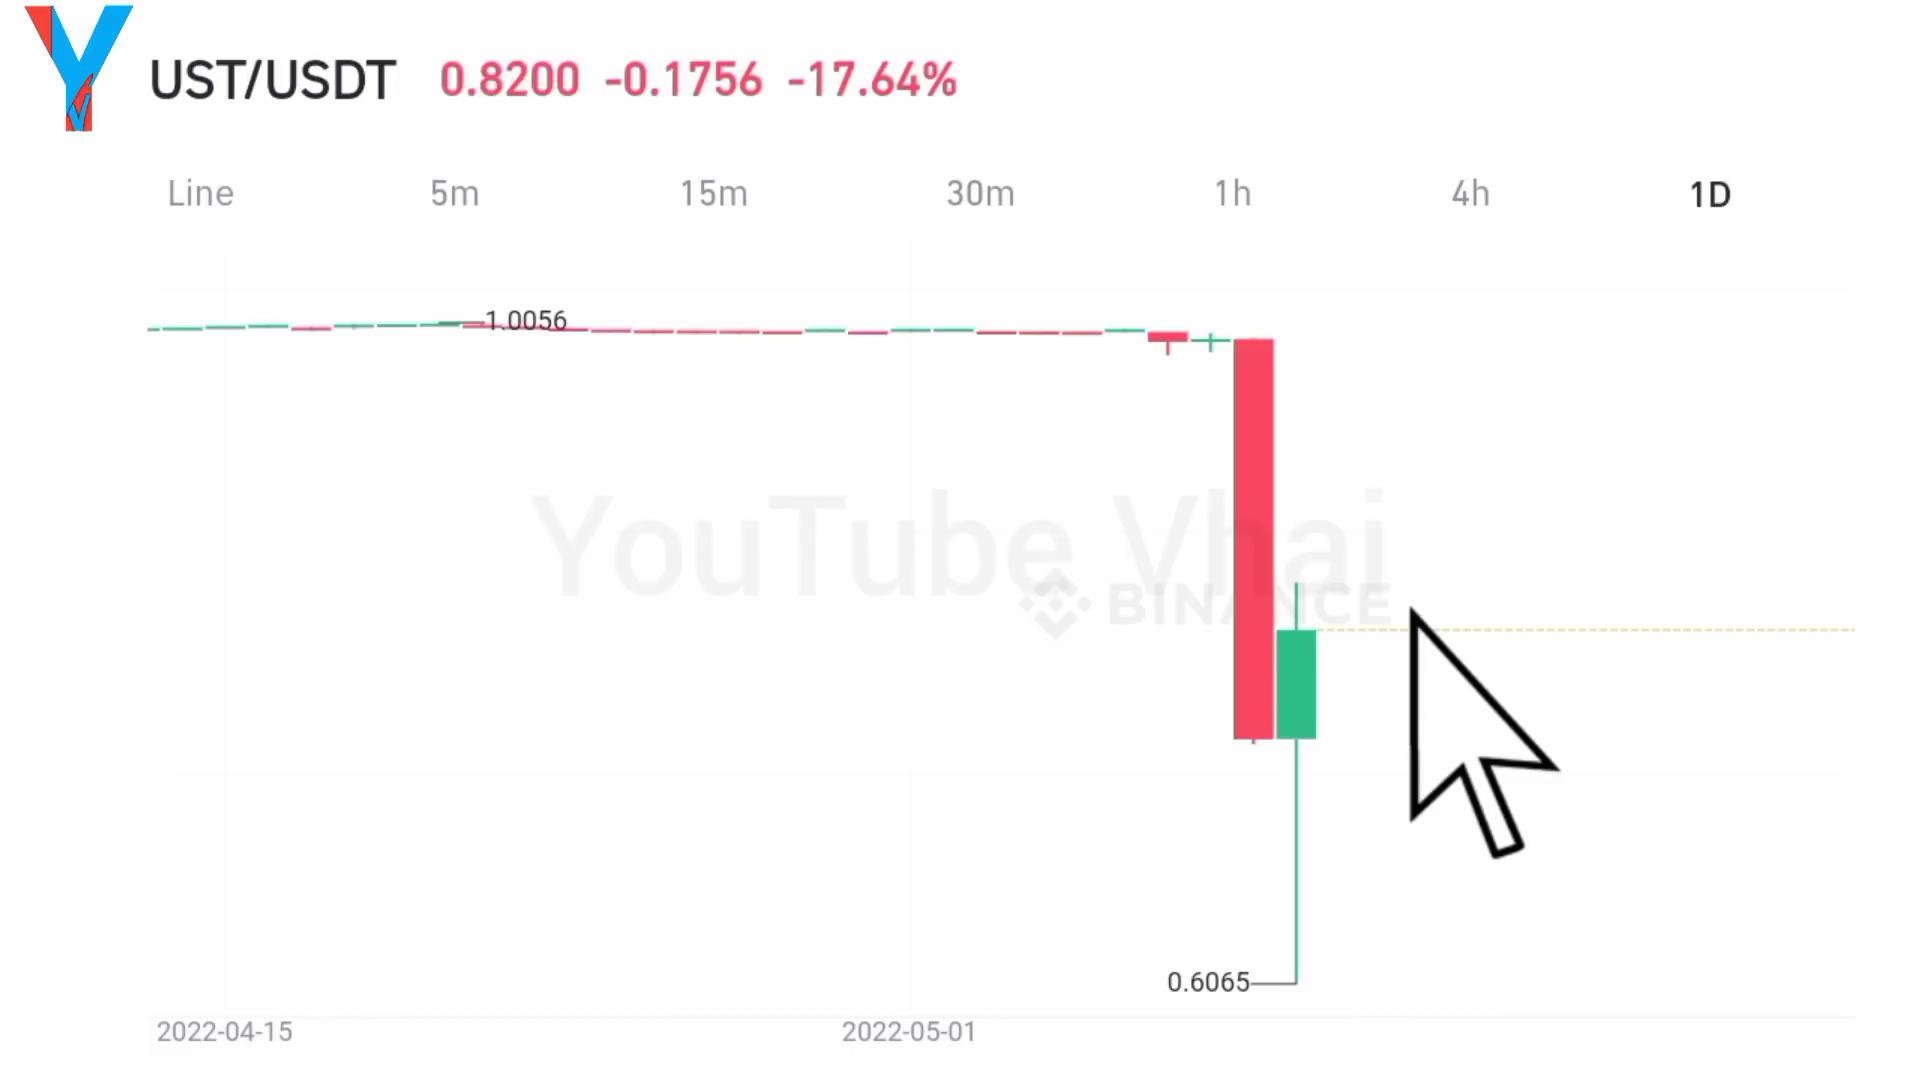 UST/USDT 0.8200 -0.1756 -17.64%
Line 5m 15m 30m 1h 4h 1D
1.0056
YouTube Vhai
BINANCE
0.6065
2022-04-15 2022-05-01